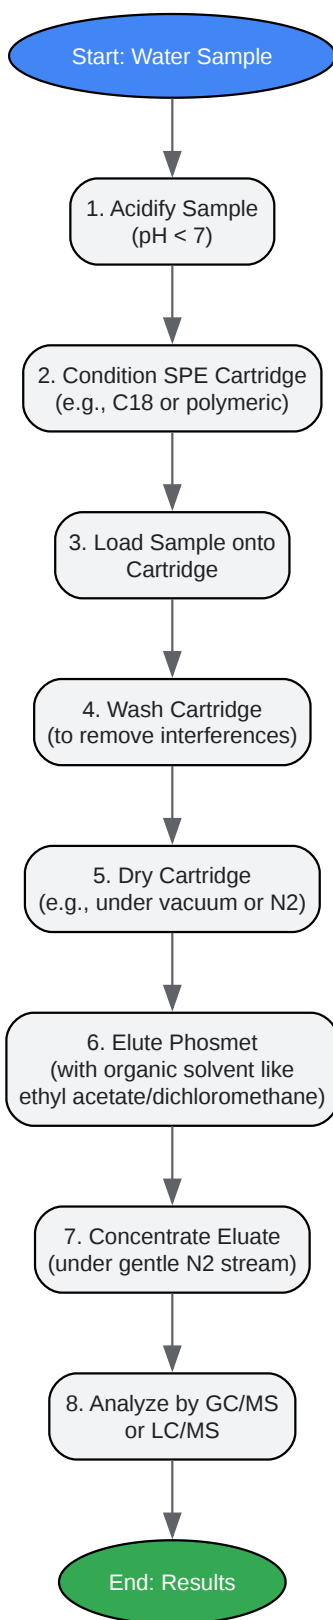 Start: Water Sample
1. Acidify Sample
(pH < 7)
2. Condition SPE Cartridge
(e.g., C18 or polymeric)
3. Load Sample onto
Cartridge
4. Wash Cartridge
(to remove interferences)
5. Dry Cartridge
(e.g., under vacuum or N2)
6. Elute Phosmet
(with organic solvent like
ethyl acetate/dichloromethane)
7. Concentrate Eluate
(under gentle N2 stream)
8. Analyze by GC/MS
or LC/MS
End: Results